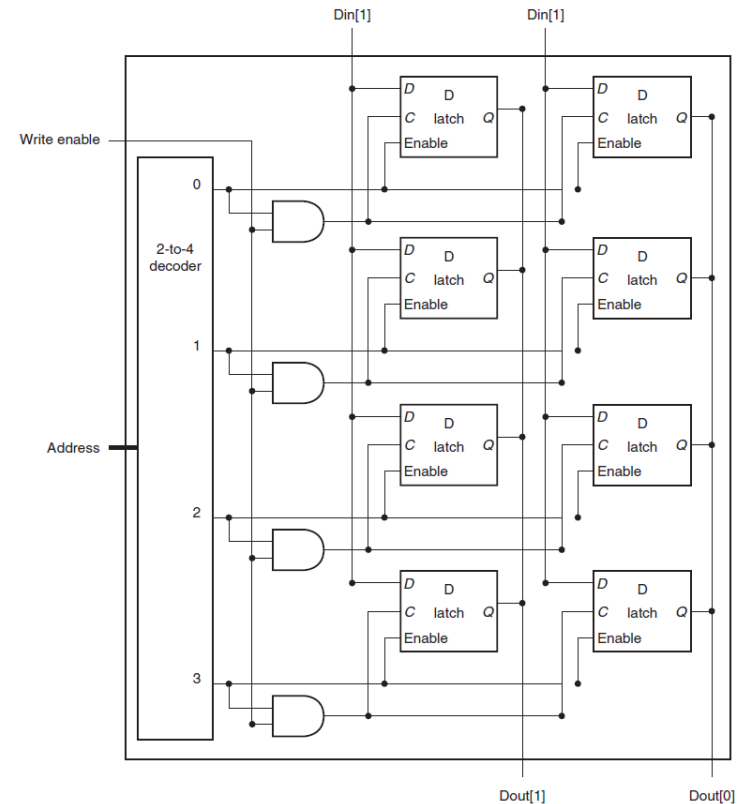 Din[1] Din[1]
D D
D D
C latch Q C latch Q
Enable Enable
Write enable
0
2-to-4
decoder
D D
D D
C latch Q C latch Q
Enable Enable
1
D D
D D
Address
C latch Q C latch Q
Enable Enable
2
D D
D D
C latch Q C latch Q
Enable Enable
3
Dout[1] Dout[0]